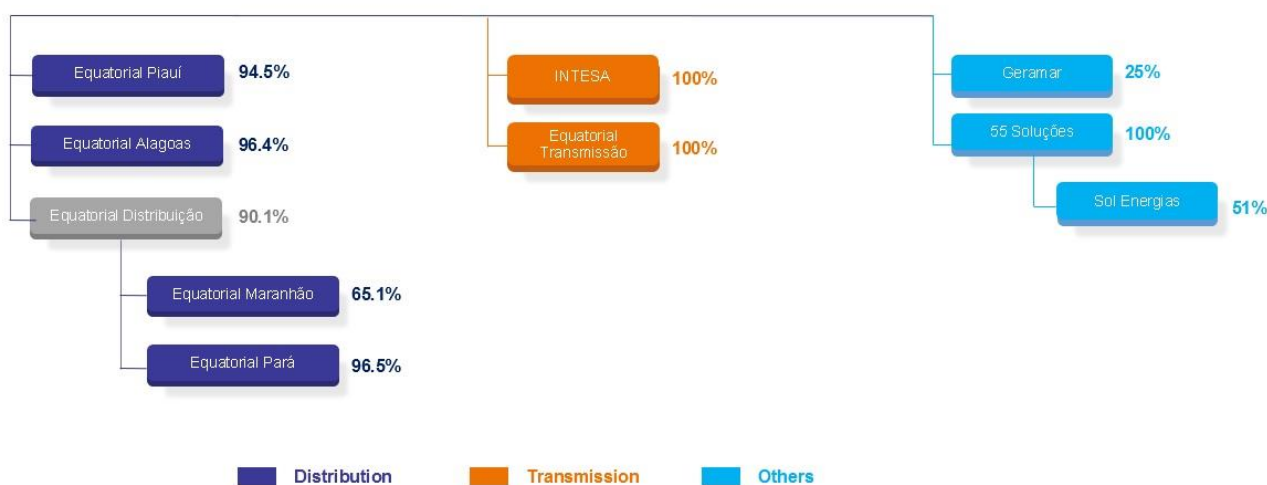 Equatorial Piauí 94.5%
Equatorial Alagoas 96.4%
Equatorial Distribuição 90.1%
Equatorial Maranhão 65.1%
Equatorial Pará 96.5%
INTESA 100%
Equatorial
Transmissão 100%
Geramar 25%
55 Soluções 100%
Sol Energias 51%
Distribution Transmission Others